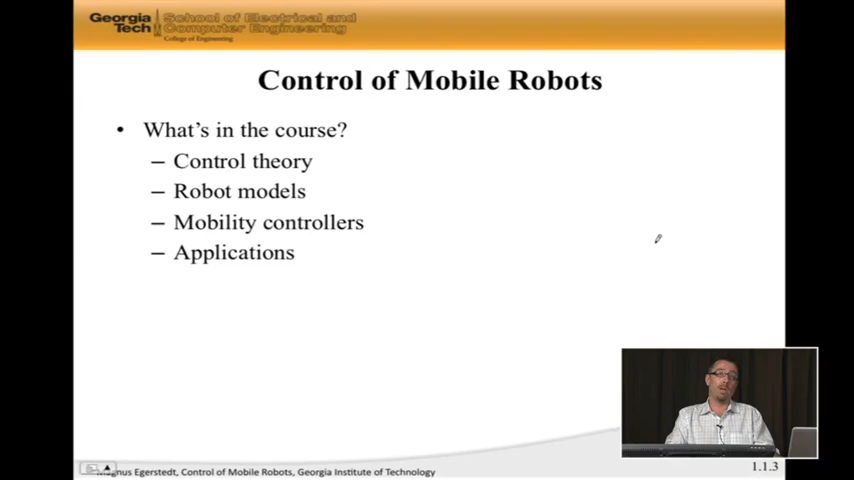 Georgia Tech
School of Electrical and Computer Engineering
College of Engineering
Control of Mobile Robots
• What's in the course?
– Control theory
– Robot models
– Mobility controllers
– Applications
Magnus Egerstedt, Control of Mobile Robots, Georgia Institute of Technology
1.1.3